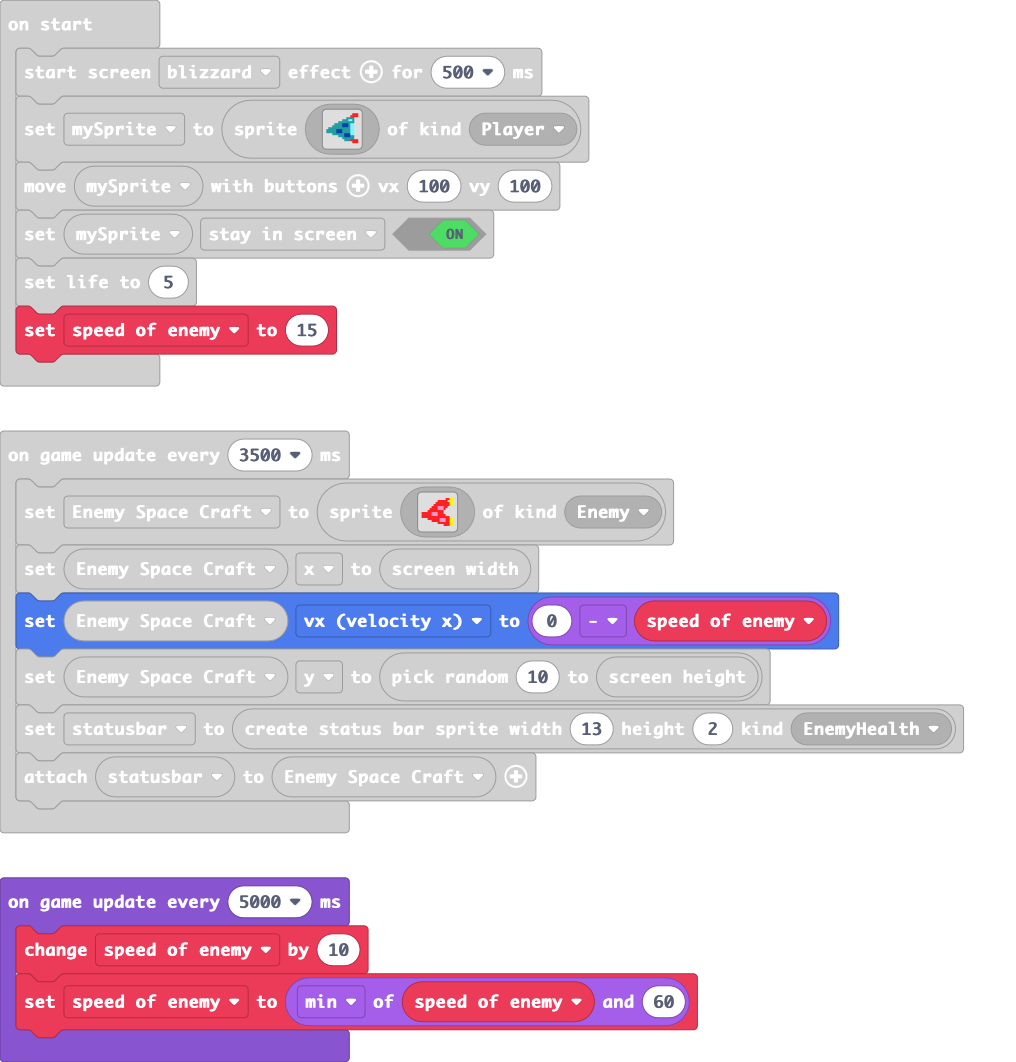 on start
start screen blizzard effect for 500 ms
set mySprite to sprite of kind Player
move mySprite with buttons vx 100 vy 100
set mySprite stay in screen ON
set life to 5
set speed of enemy to 15
on game update every 3500 ms
set Enemy Space Craft to sprite of kind Enemy
set Enemy Space Craft x to screen width
set Enemy Space Craft vx (velocity x) to 0 - speed of enemy
set Enemy Space Craft y to pick random 10 to screen height
set statusbar to create status bar sprite width 13 height 2 kind EnemyHealth
attach statusbar to Enemy Space Craft
on game update every 5000 ms
change speed of enemy by 10
set speed of enemy to min of speed of enemy and 60